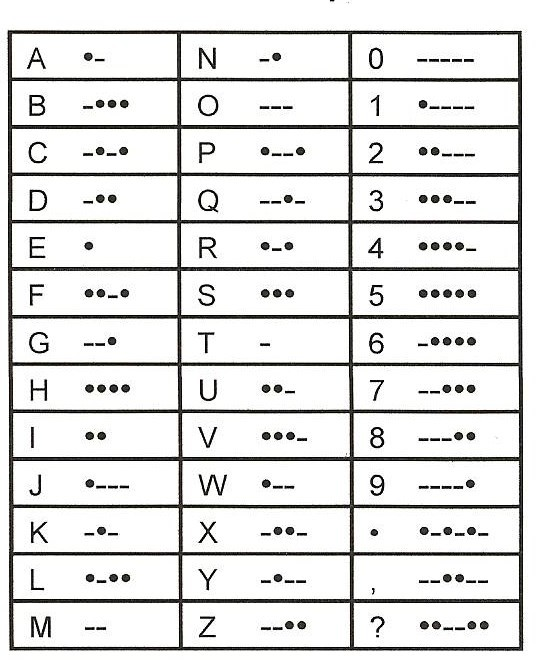 A •- N -• 0 -----
B -••• O --- 1 •----
C -•-• P •--• 2 ••---
D -•• Q --•- 3 •••--
E • R •-• 4 ••••-
F ••-• S ••• 5 •••••
G --• T - 6 -••••
H •••• U ••- 7 --•••
I •• V •••- 8 ---••
J •--- W •-- 9 ----•
K -•- X -••- • •-•-•-
L •-•• Y -•-- , --••--
M -- Z --•• ? ••--••